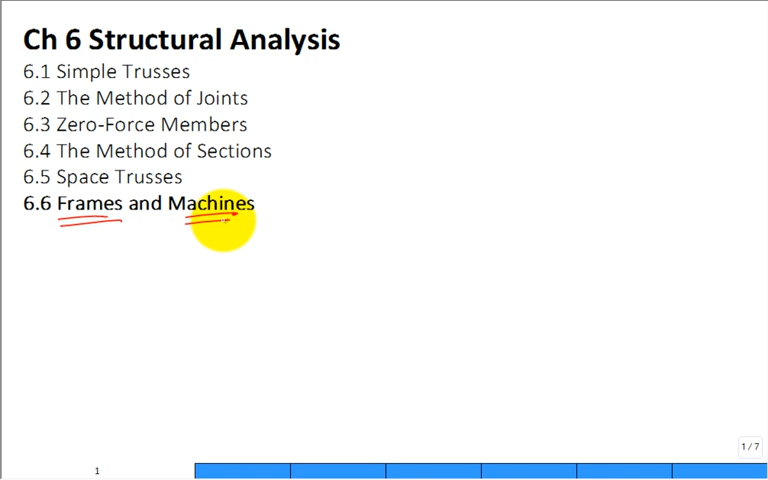 Ch 6 Structural Analysis
6.1 Simple Trusses
6.2 The Method of Joints
6.3 Zero-Force Members
6.4 The Method of Sections
6.5 Space Trusses
6.6 Frames and Machines
1 / 7
1